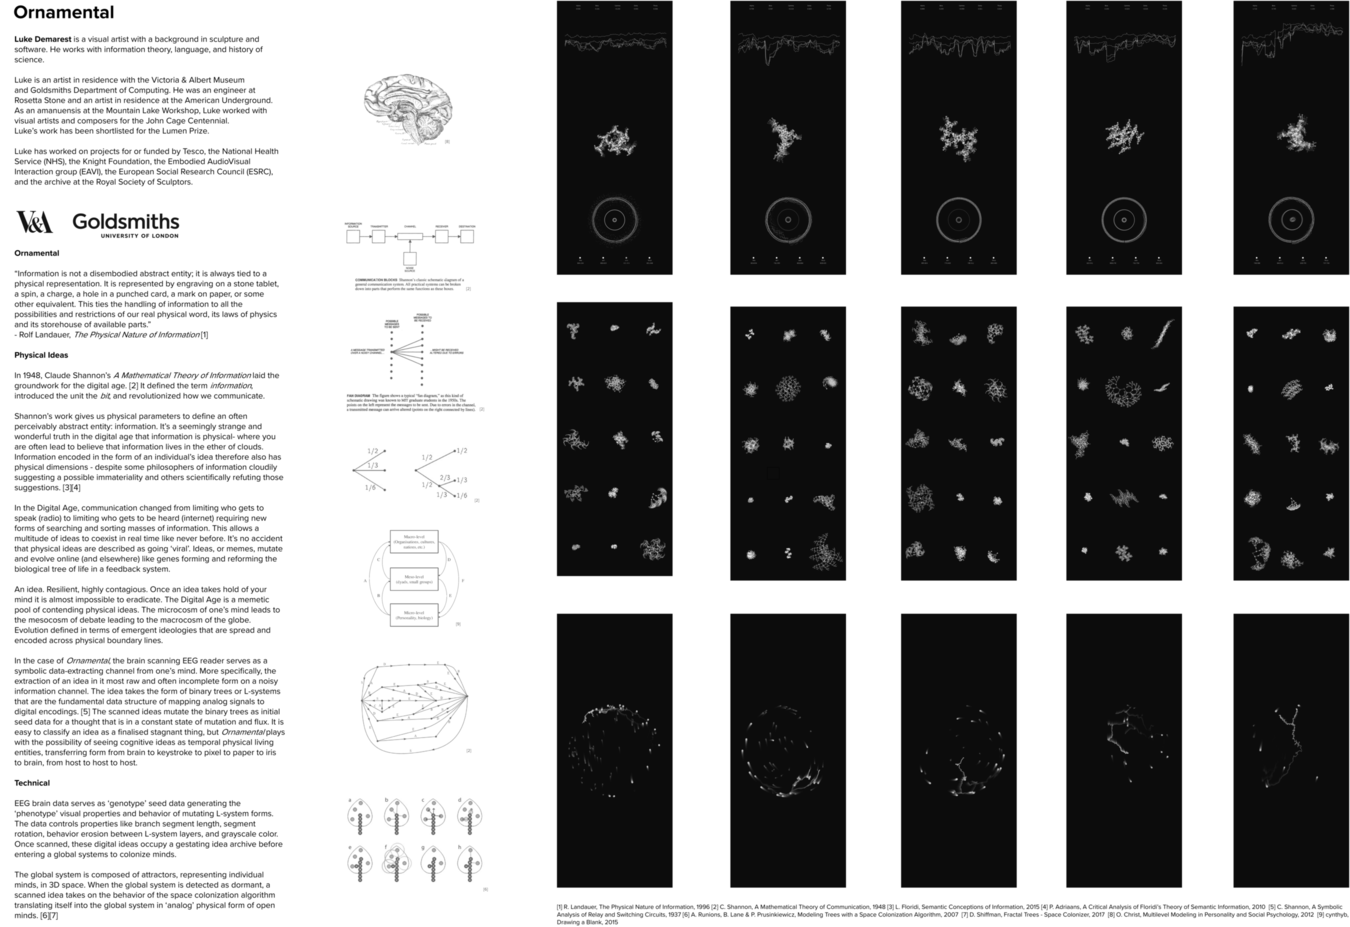 Ornamental
Luke Demarest is a visual artist with a background in sculpture and
software. He works with information theory, language, and history of
science.
Luke is an artist in residence with the Victoria & Albert Museum
and Goldsmiths Department of Computing. He was an engineer at
Rosetta Stone and an artist in residence at the American Underground.
As an amanuensis at the Mountain Lake Workshop, Luke worked with
visual artists and composers for the John Cage Centennial.
Luke's work has been shortlisted for the Lumen Prize.
Luke has worked on projects for or funded by Tesco, the National Health
Service (NHS), the Knight Foundation, the Embodied AudioVisual
Interaction group (EAVI), the European Social Research Council (ESRC),
and the archive at the Royal Society of Sculptors.
V&A
Goldsmiths
UNIVERSITY OF LONDON
Ornamental
“Information is not a disembodied abstract entity; it is always tied to a
physical representation. It is represented by engraving on a stone tablet,
a spin, a charge, a hole in a punched card, a mark on paper, or some
other equivalent. This ties the handling of information to all the
possibilities and restrictions of our real physical word, its laws of physics
and its storehouse of available parts.”
- Rolf Landauer, The Physical Nature of Information[1]
Physical Ideas
In 1948, Claude Shannon's A Mathematical Theory of Information laid the
groundwork for the digital age. [2] It defined the term information,
introduced the unit the bit, and revolutionized how we communicate.
Shannon's work gives us physical parameters to define an often
perceivably abstract entity: information. It's a seemingly strange and
wonderful truth in the digital age that information is physical- where you
are often lead to believe that information lives in the ether of clouds.
Information encoded in the form of an individual's idea therefore also has
physical dimensions - despite some philosophers of information cloudily
suggesting a possible immateriality and others scientifically refuting those
suggestions. [3][4]
In the Digital Age, communication changed from limiting who gets to
speak (radio) to limiting who gets to be heard (internet) requiring new
forms of searching and sorting masses of information. This allows a
multitude of ideas to coexist in real time like never before. It's no accident
that physical ideas are described as going ‘viral’. Ideas, or memes, mutate
and evolve online (and elsewhere) like genes forming and reforming the
biological tree of life in a feedback system.
An idea. Resilient, highly contagious. Once an idea takes hold of your
mind it is almost impossible to eradicate. The Digital Age is a memetic
pool of contending physical ideas. The microcosm of one's mind leads to
the mesocosm of debate leading to the macrocosm of the globe.
Evolution defined in terms of emergent ideologies that are spread and
encoded across physical boundary lines.
In the case of Ornamental, the brain scanning EEG reader serves as a
symbolic data-extracting channel from one's mind. More specifically, the
extraction of an idea in it most raw and often incomplete form on a noisy
information channel. The idea takes the form of binary trees or L-systems
that are the fundamental data structure of mapping analog signals to
digital encodings. [5] The scanned ideas mutate the binary trees as initial
seed data for a thought that is in a constant state of mutation and flux. It is
easy to classify an idea as a finalised stagnant thing, but Ornamental plays
with the possibility of seeing cognitive ideas as temporal physical living
entities, transferring form from brain to keystroke to pixel to paper to iris
to brain, from host to host to host.
Technical
EEG brain data serves as ‘genotype’ seed data generating the
‘phenotype’ visual properties and behavior of mutating L-system forms.
The data controls properties like branch segment length, segment
rotation, behavior erosion between L-system layers, and grayscale color.
Once scanned, these digital ideas occupy a gestating idea archive before
entering a global systems to colonize minds.
The global system is composed of attractors, representing individual
minds, in 3D space. When the global system is detected as dormant, a
scanned idea takes on the behavior of the space colonization algorithm
translating itself into the global system in ‘analog’ physical form of open
minds. [6][7]
INFORMATION
SOURCE
TRANSMITTER
CHANNEL
RECEIVER
DESTINATION
NOISE
SOURCE
COMMUNICATION BLOCKS Shannon's classic schematic diagram of a
general communication system. All practical systems can be broken
down into parts that perform the same functions as these boxes.
[2]
POSSIBLE
MESSAGES
TO BE SENT
POSSIBLE
MESSAGES TO
BE RECEIVED
1/2
1/3
1/6
1/2
1/2
2/3
1/3
1/3
1/6
Macro-level
(Organizations, cultures,
nations, etc.)
Meso-level
(dyads, small groups)
Micro-level
(Personality, biology)
a b c d
e f g h
[1] R. Landauer, The Physical Nature of Information, 1996 [2] C. Shannon, A Mathematical Theory of Communication, 1948 [3] L. Floridi, Semantic Conceptions of Information, 2015 [4] P. Adriaans, A Critical Analysis of Floridi's Theory of Semantic Information, 2010 [5] C. Shannon, A Symbolic
Analysis of Relay and Switching Circuits, 1937 [6] A. Runions, B. Lane & P. Prusinkiewicz, Modeling Trees with a Space Colonization Algorithm, 2007 [7] D. Shiffman, Fractal Trees - Space Colonizer, 2017 [8] O. Christ, Multilevel Modeling in Personality and Social Psychology, 2012 [9] cynthyb,
Drawing a Blank, 2015